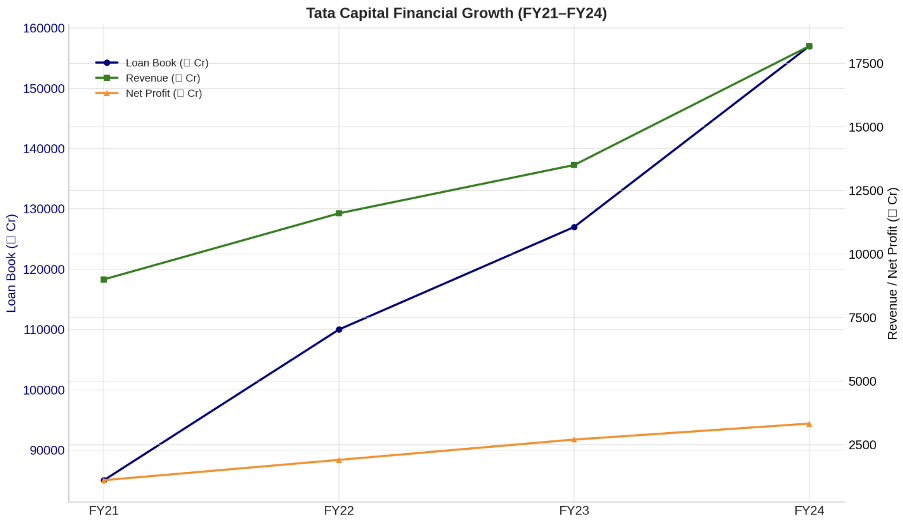 Tata Capital Financial Growth (FY21–FY24)
Loan Book (▯ Cr)
Revenue (▯ Cr)
Net Profit (▯ Cr)
Loan Book (▯ Cr)
160000
150000
140000
130000
120000
110000
100000
90000
17500
15000
12500
10000
7500
5000
2500
Revenue / Net Profit (▯ Cr)
FY21 FY22 FY23 FY24